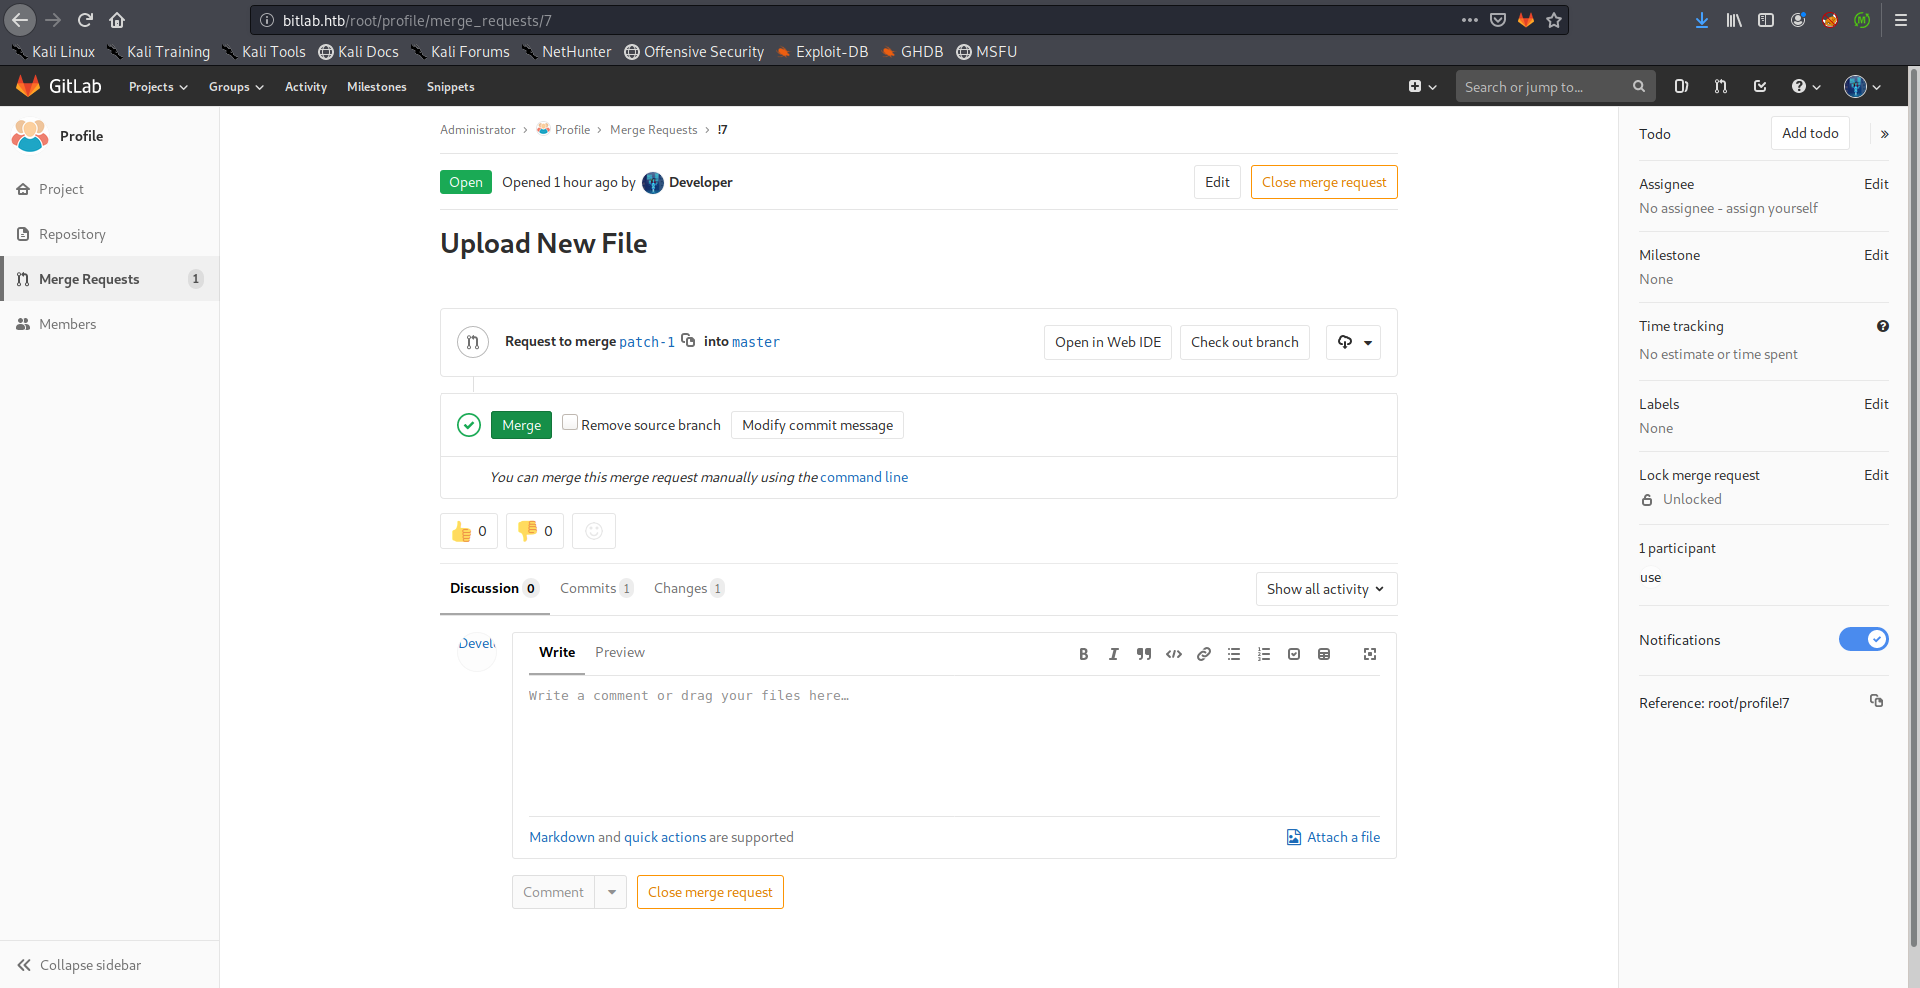 bitlab.htb/root/profile/merge_requests/7
Kali Linux Kali Training Kali Tools Kali Docs Kali Forums NetHunter Offensive Security Exploit-DB GHDB MSFU
GitLab Projects Groups Activity Milestones Snippets Search or jump to...
Profile
Project
Repository
Merge Requests 1
Members
Collapse sidebar
Administrator › Profile › Merge Requests › !7
Open Opened 1 hour ago by Developer Edit Close merge request
Upload New File
Request to merge patch-1 into master Open in Web IDE Check out branch
Merge Remove source branch Modify commit message
You can merge this merge request manually using the command line
0 0
Discussion 0 Commits 1 Changes 1 Show all activity
Write Preview
Write a comment or drag your files here…
Markdown and quick actions are supported Attach a file
Comment Close merge request
Todo Add todo »
Assignee Edit
No assignee - assign yourself
Milestone Edit
None
Time tracking
No estimate or time spent
Labels Edit
None
Lock merge request Edit
Unlocked
1 participant
use
Notifications
Reference: root/profile!7